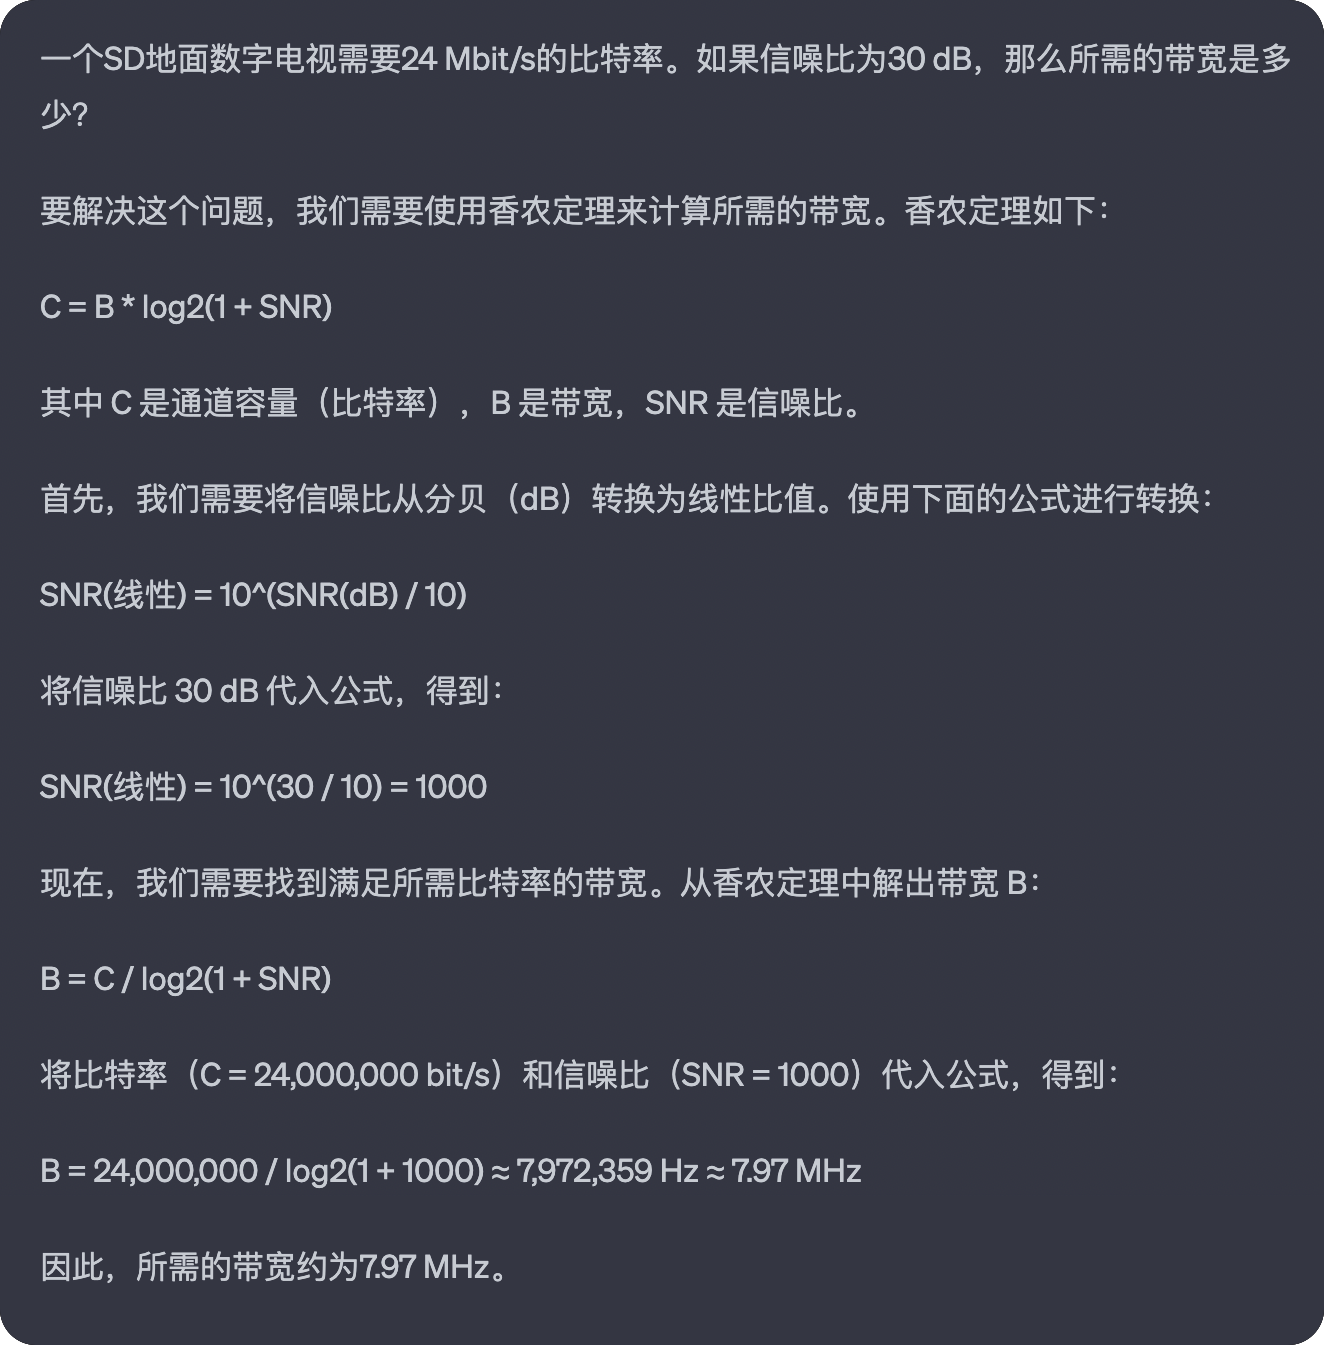 一个SD地面数字电视需要24 Mbit/s的比特率。如果信噪比为30 dB，那么所需的带宽是多
少？
要解决这个问题，我们需要使用香农定理来计算所需的带宽。香农定理如下：
C = B * log2(1 + SNR)
其中 C 是通道容量（比特率），B 是带宽，SNR 是信噪比。
首先，我们需要将信噪比从分贝（dB）转换为线性比值。使用下面的公式进行转换：
SNR(线性) = 10^(SNR(dB) / 10)
将信噪比 30 dB 代入公式，得到：
SNR(线性) = 10^(30 / 10) = 1000
现在，我们需要找到满足所需比特率的带宽。从香农定理中解出带宽 B：
B = C / log2(1 + SNR)
将比特率（C = 24,000,000 bit/s）和信噪比（SNR = 1000）代入公式，得到：
B = 24,000,000 / log2(1 + 1000) ≈ 7,972,359 Hz ≈ 7.97 MHz
因此，所需的带宽约为7.97 MHz。